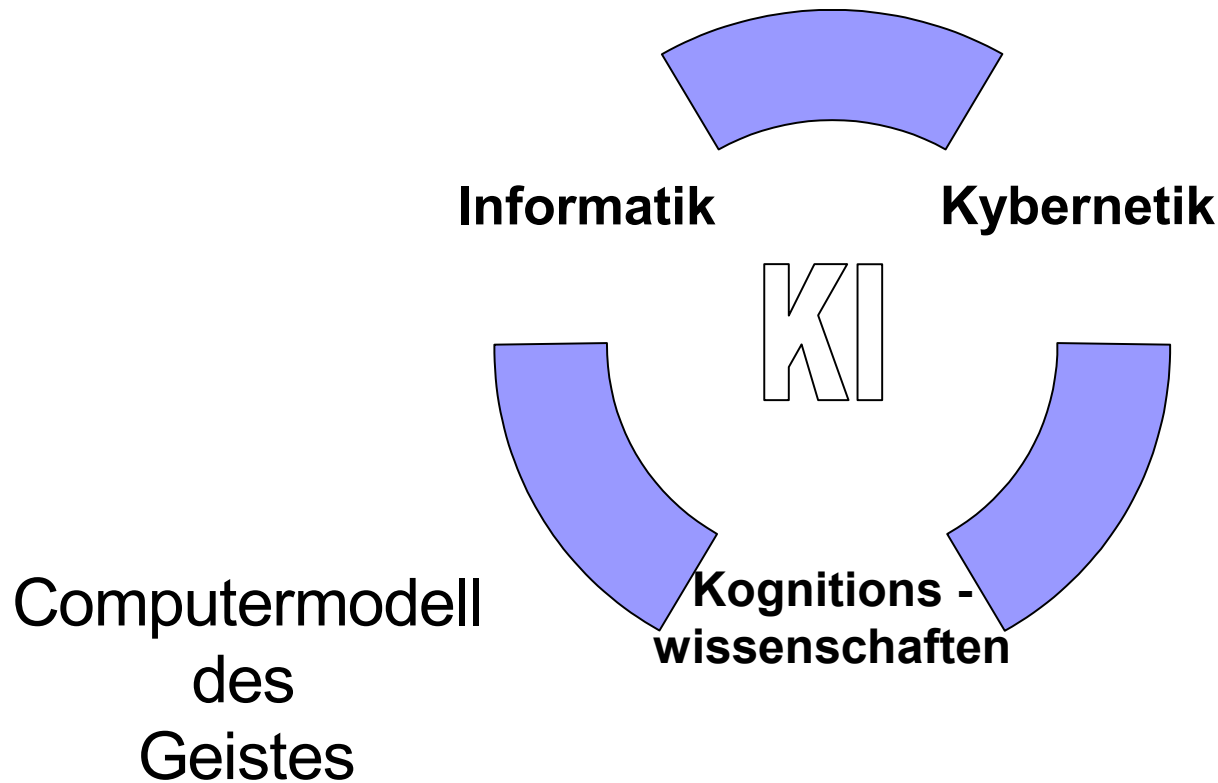 Informatik
Kybernetik
KI
Kognitions -
wissenschaften
Computermodell
des
Geistes